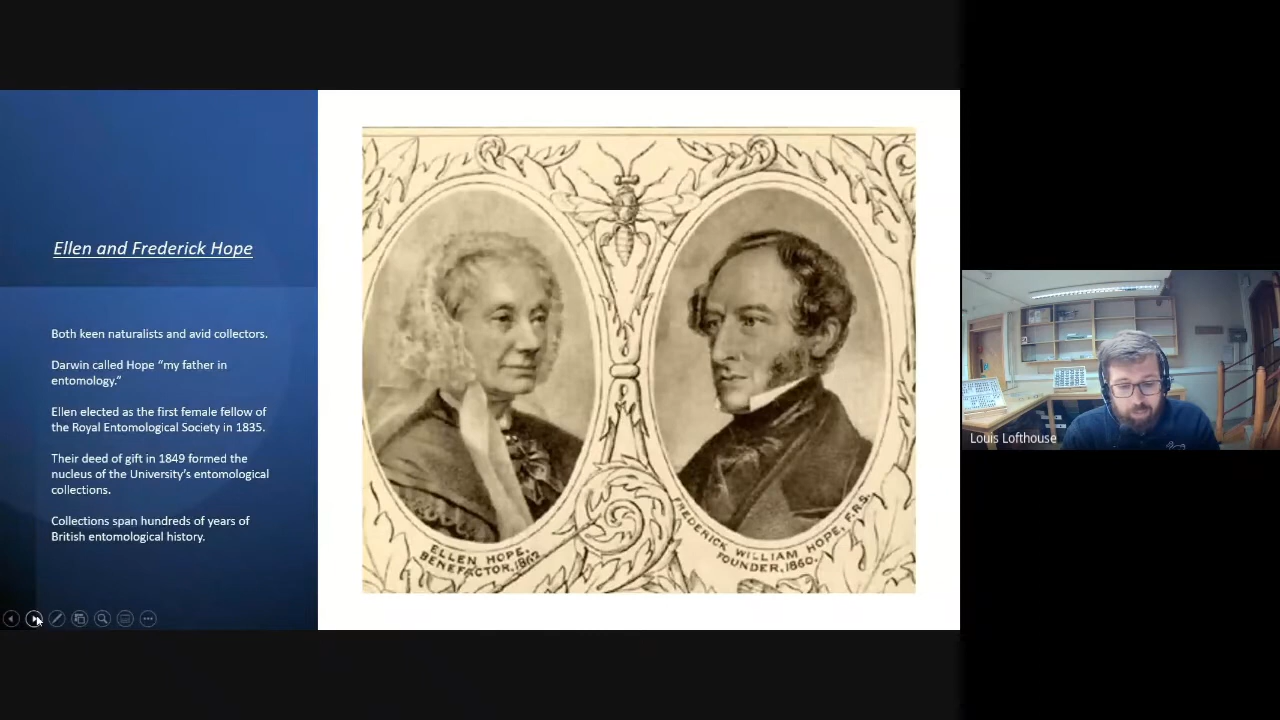 Ellen and Frederick Hope
Both keen naturalists and avid collectors.
Darwin called Hope “my father in
entomology.”
Ellen elected as the first female fellow of
the Royal Entomological Society in 1835.
Their deed of gift in 1849 formed the
nucleus of the University’s entomological
collections.
Collections span hundreds of years of
British entomological history.
ELLEN HOPE,
BENEFACTOR, 1862
FREDERICK WILLIAM HOPE, F.R.S.
FOUNDER, 1860.
Louis Lofthouse